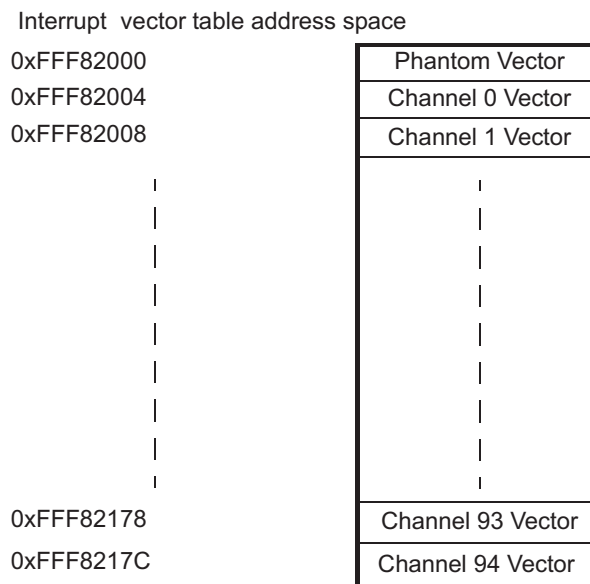 Interrupt vector table address space
0xFFF82000 Phantom Vector
0xFFF82004 Channel 0 Vector
0xFFF82008 Channel 1 Vector
0xFFF82178 Channel 93 Vector
0xFFF8217C Channel 94 Vector